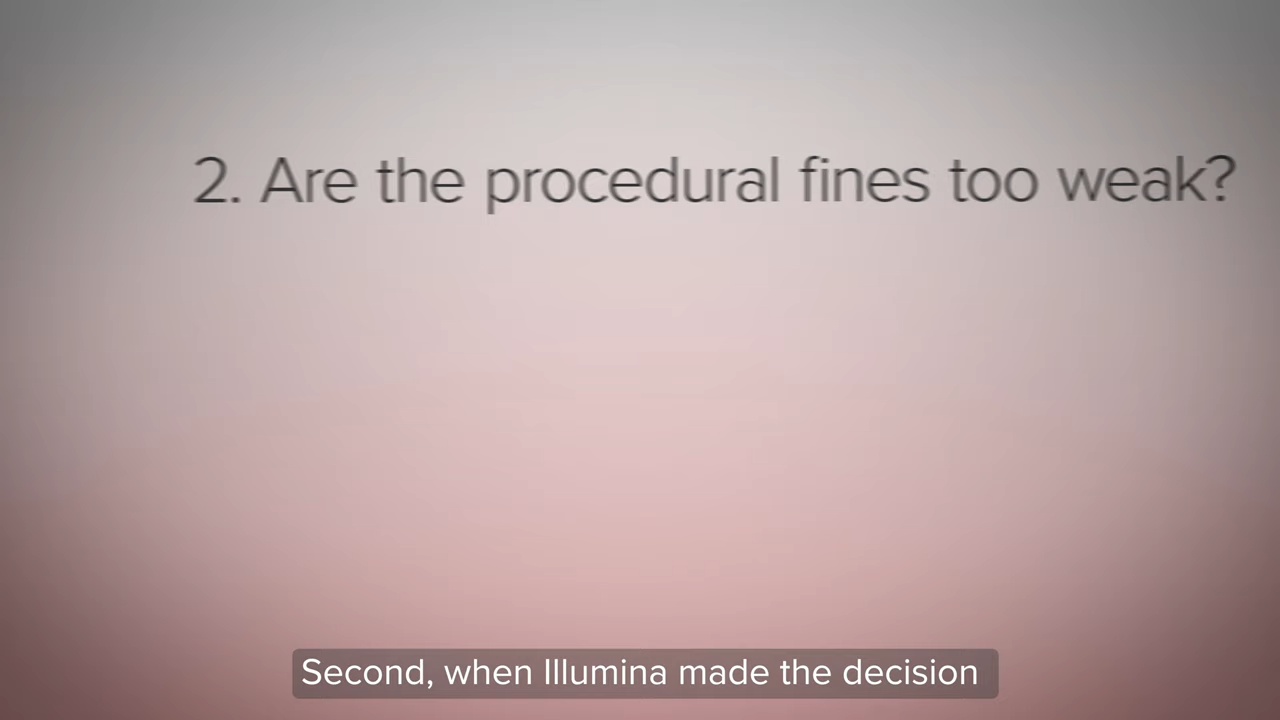 2. Are the procedural fines too weak?
Second, when Illumina made the decision